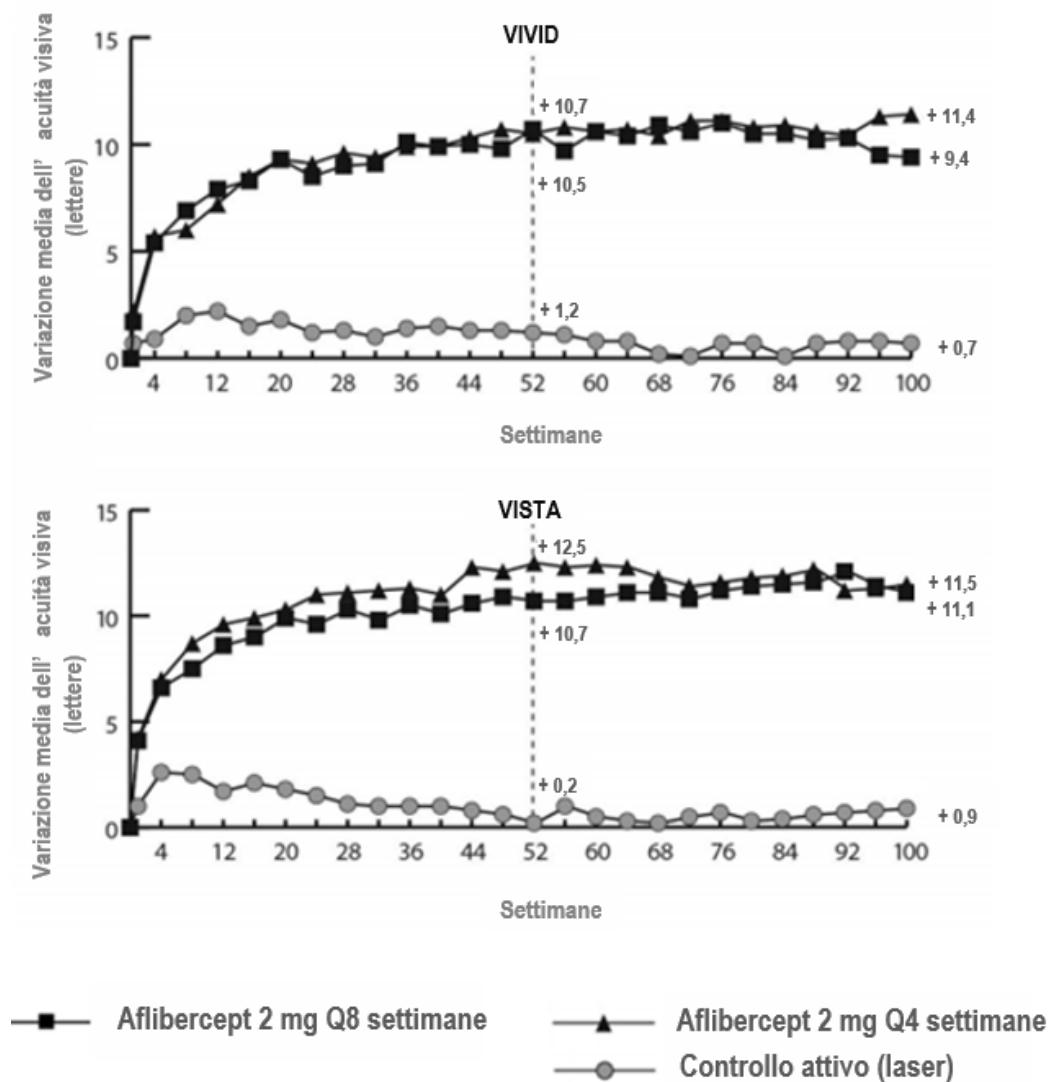 VIVID
Variazione media dell’ acuità visiva
(lettere)
15
10
5
0
+ 10,7
+ 10,5
+ 1,2
+ 11,4
+ 9,4
+ 0,7
4 12 20 28 36 44 52 60 68 76 84 92 100
Settimane
VISTA
Variazione media dell’ acuità visiva
(lettere)
15
10
5
0
+ 12,5
+ 10,7
+ 0,2
+ 11,5
+ 11,1
+ 0,9
4 12 20 28 36 44 52 60 68 76 84 92 100
Settimane
Aflibercept 2 mg Q8 settimane
Aflibercept 2 mg Q4 settimane
Controllo attivo (laser)